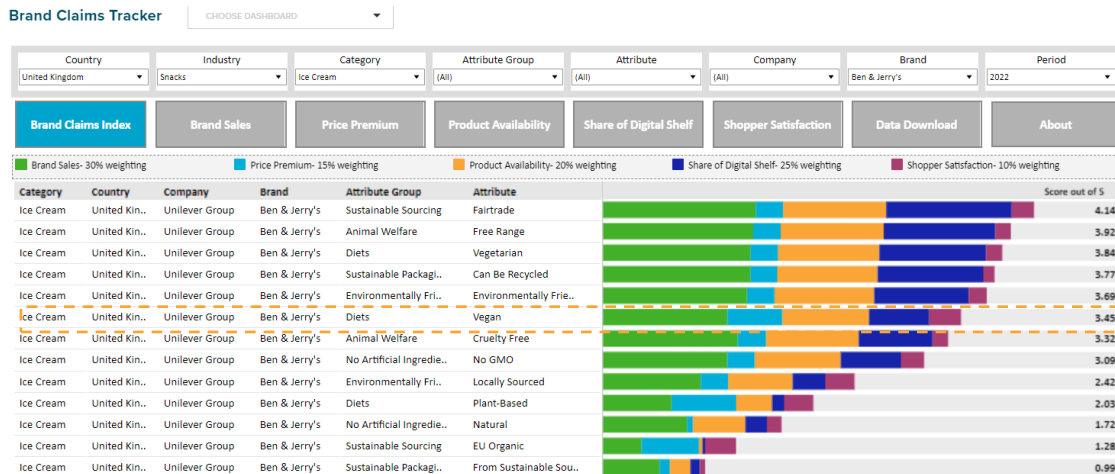 Brand Claims Tracker
CHOOSE DASHBOARD
Country Industry Category Attribute Group Attribute Company Brand Period
United Kingdom Snacks Ice Cream (All) (All) (All) Ben & Jerry's 2022
Brand Claims Index Brand Sales Price Premium Product Availability Share of Digital Shelf Shopper Satisfaction Data Download About
Brand Sales- 30% weighting Price Premium- 15% weighting Product Availability- 20% weighting Share of Digital Shelf- 25% weighting Shopper Satisfaction- 10% weighting
Category Country Company Brand Attribute Group Attribute Score out of 5
Ice Cream United Kin.. Unilever Group Ben & Jerry's Sustainable Sourcing Fairtrade 4.14
Ice Cream United Kin.. Unilever Group Ben & Jerry's Animal Welfare Free Range 3.92
Ice Cream United Kin.. Unilever Group Ben & Jerry's Diets Vegetarian 3.84
Ice Cream United Kin.. Unilever Group Ben & Jerry's Sustainable Packagi.. Can Be Recycled 3.77
Ice Cream United Kin.. Unilever Group Ben & Jerry's Environmentally Fri.. Environmentally Frie.. 3.69
Ice Cream United Kin.. Unilever Group Ben & Jerry's Diets Vegan 3.45
Ice Cream United Kin.. Unilever Group Ben & Jerry's Animal Welfare Cruelty Free 3.32
Ice Cream United Kin.. Unilever Group Ben & Jerry's No Artificial Ingredie.. No GMO 3.09
Ice Cream United Kin.. Unilever Group Ben & Jerry's Environmentally Fri.. Locally Sourced 2.42
Ice Cream United Kin.. Unilever Group Ben & Jerry's Diets Plant-Based 2.03
Ice Cream United Kin.. Unilever Group Ben & Jerry's No Artificial Ingredie.. Natural 1.72
Ice Cream United Kin.. Unilever Group Ben & Jerry's Sustainable Sourcing EU Organic 1.28
Ice Cream United Kin.. Unilever Group Ben & Jerry's Sustainable Packagi.. From Sustainable Sou.. 0.99